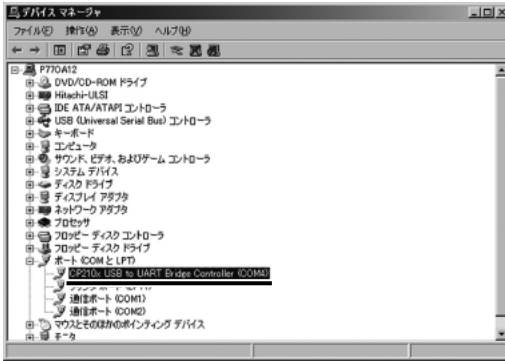 デバイス マネージャ
ファイル(F) 操作(A) 表示(V) ヘルプ(H)
P770A12
DVD/CD-ROM ドライブ
Hitachi-ULSI
IDE ATA/ATAPI コントローラ
USB (Universal Serial Bus) コントローラ
キーボード
コンピュータ
サウンド、ビデオ、およびゲーム コントローラ
システム デバイス
ディスク ドライブ
ディスプレイ アダプタ
ネットワーク アダプタ
プロセッサ
フロッピー ディスク コントローラ
フロッピー ディスク ドライブ
ポート (COM と LPT)
CP210x USB to UART Bridge Controller (COM4)
通信ポート (COM1)
通信ポート (COM2)
マウスとそのほかのポインティング デバイス
モニタ